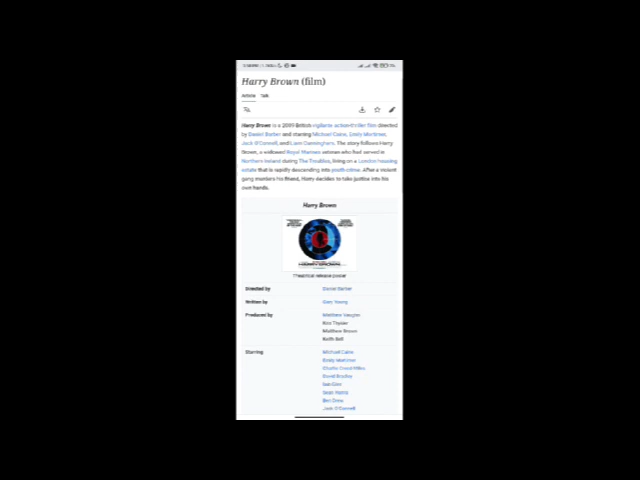 Harry Brown (film)
Article Talk
Harry Brown is a 2009 British vigilante action thriller film directed
by Daniel Barber and starring Michael Caine, Emily Mortimer,
Jack O'Connell, and Liam Cunningham. The story follows Harry
Brown, a widowed Royal Marines veteran who had served in
Northern Ireland during The Troubles, living on a London housing
estate that is rapidly descending into youth crime. After a violent
gang murders his friend, Harry decides to take justice into his
own hands.
Harry Brown
HARRY BROWN
Theatrical release poster
Directed by Daniel Barber
Written by Gary Young
Produced by Matthew Vaughn
Kris Thykier
Matthew Brown
Keith Bell
Starring Michael Caine
Emily Mortimer
Charlie Creed-Miles
David Bradley
Iain Glen
Sean Harris
Ben Drew
Jack O'Connell